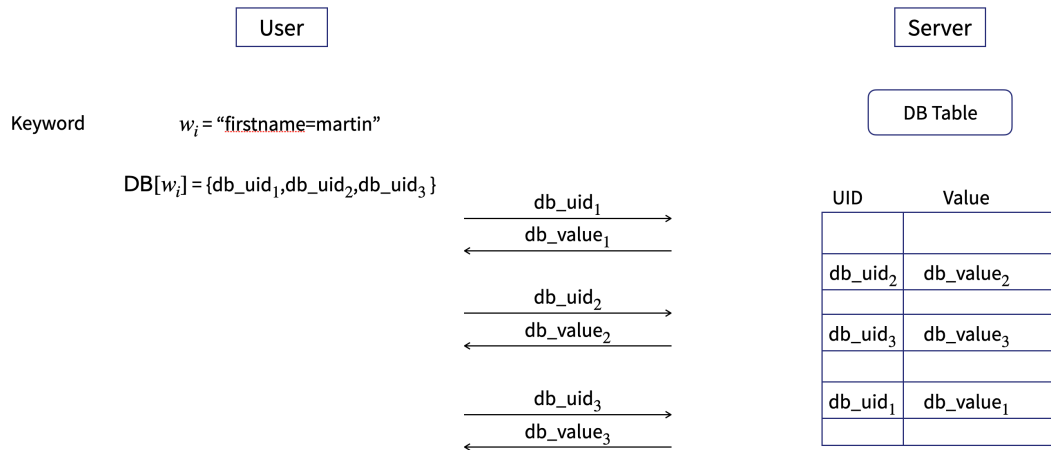 User
Server
DB Table
Keyword
wᵢ = “firstname=martin”
DB[wᵢ] = {db_uid₁,db_uid₂,db_uid₃ }
UID
Value
db_uid₁
db_value₁
db_uid₂
db_value₂
db_uid₂
db_value₂
db_uid₃
db_value₃
db_uid₃
db_value₃
db_uid₁
db_value₁